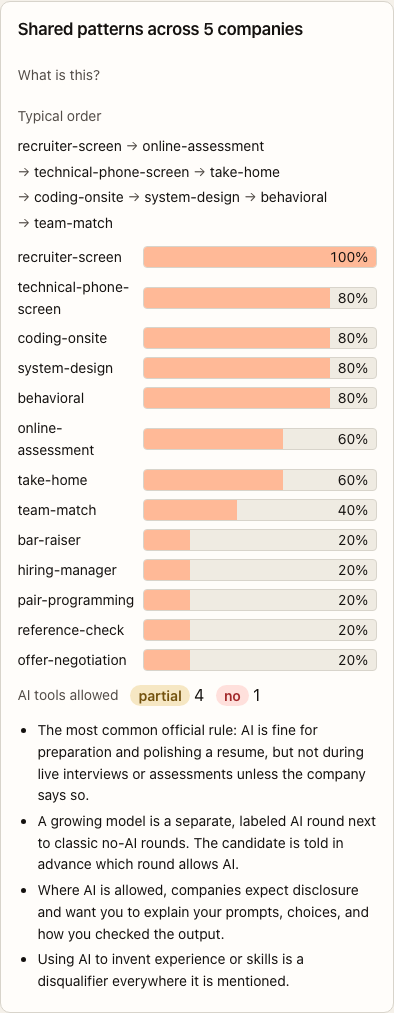 Shared patterns across 5 companies
What is this?
Typical order
recruiter-screen → online-assessment
→ technical-phone-screen → take-home
→ coding-onsite → system-design → behavioral
→ team-match
recruiter-screen 100%
technical-phone-
screen 80%
coding-onsite 80%
system-design 80%
behavioral 80%
online-
assessment 60%
take-home 60%
team-match 40%
bar-raiser 20%
hiring-manager 20%
pair-programming 20%
reference-check 20%
offer-negotiation 20%
AI tools allowed partial 4 no 1
• The most common official rule: AI is fine for
preparation and polishing a resume, but not during
live interviews or assessments unless the company
says so.
• A growing model is a separate, labeled AI round next
to classic no-AI rounds. The candidate is told in
advance which round allows AI.
• Where AI is allowed, companies expect disclosure
and want you to explain your prompts, choices, and
how you checked the output.
• Using AI to invent experience or skills is a
disqualifier everywhere it is mentioned.